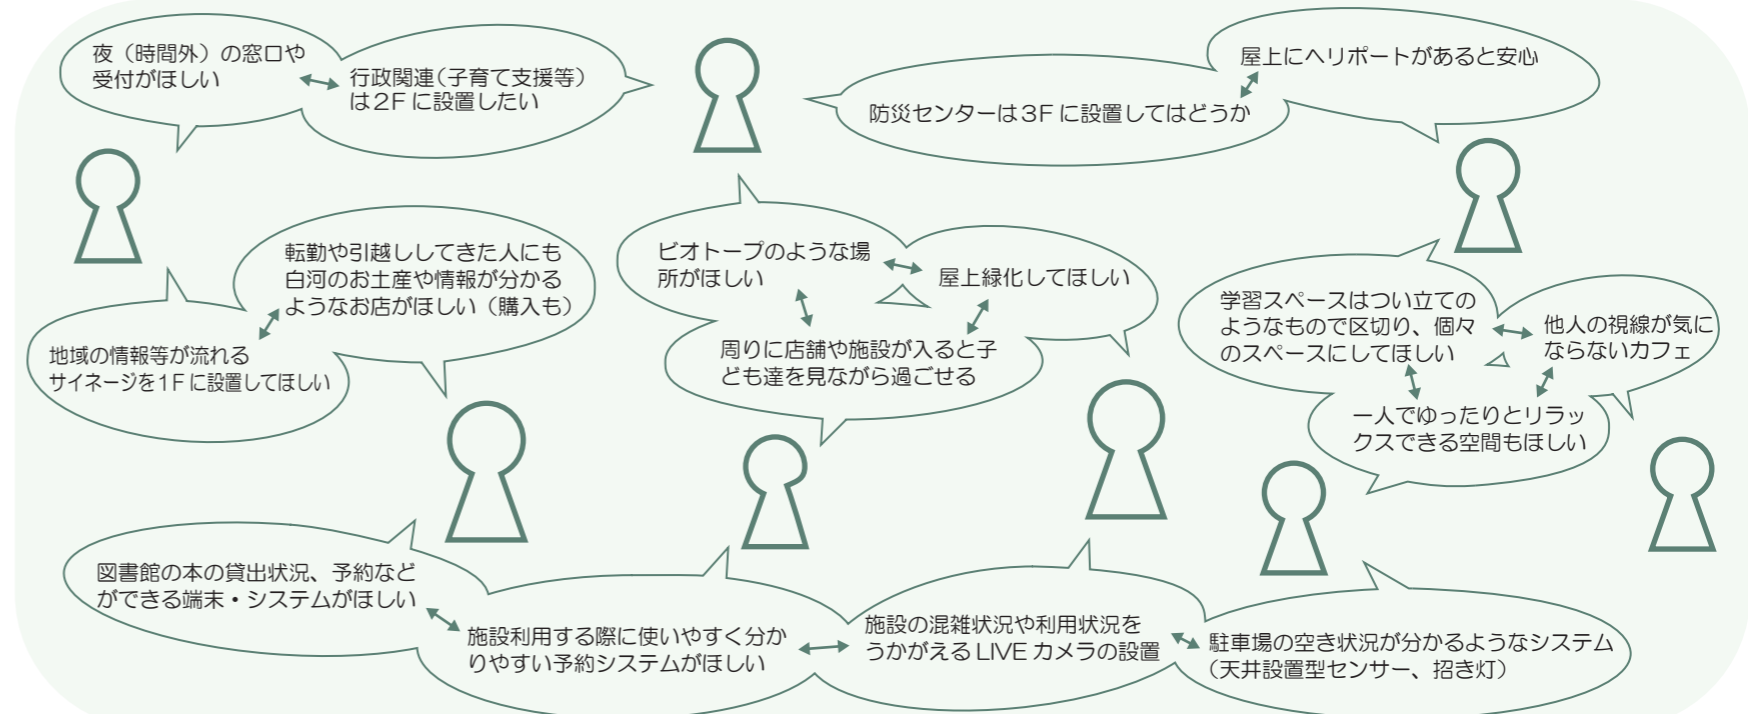 夜（時間外）の窓口や
受付がほしい
行政関連（子育て支援等）
は２Fに設置したい
防災センターは３Fに設置してはどうか
屋上にヘリポートがあると安心
転勤や引越ししてきた人にも
白河のお土産や情報が分かる
ようなお店がほしい（購入も）
地域の情報等が流れる
サイネージを１Fに設置してほしい
ビオトープのような場
所がほしい
屋上緑化してほしい
周りに店舗や施設が入ると子
ども達を見ながら過ごせる
学習スペースはつい立ての
ようなもので区切り、個々
のスペースにしてほしい
他人の視線が気に
ならないカフェ
一人でゆったりとリラッ
クスできる空間もほしい
図書館の本の貸出状況、予約など
ができる端末・システムがほしい
施設利用する際に使いやすく分か
りやすい予約システムがほしい
施設の混雑状況や利用状況を
うかがえるLIVEカメラの設置
駐車場の空き状況が分かるようなシステム
（天井設置型センサー、招き灯）